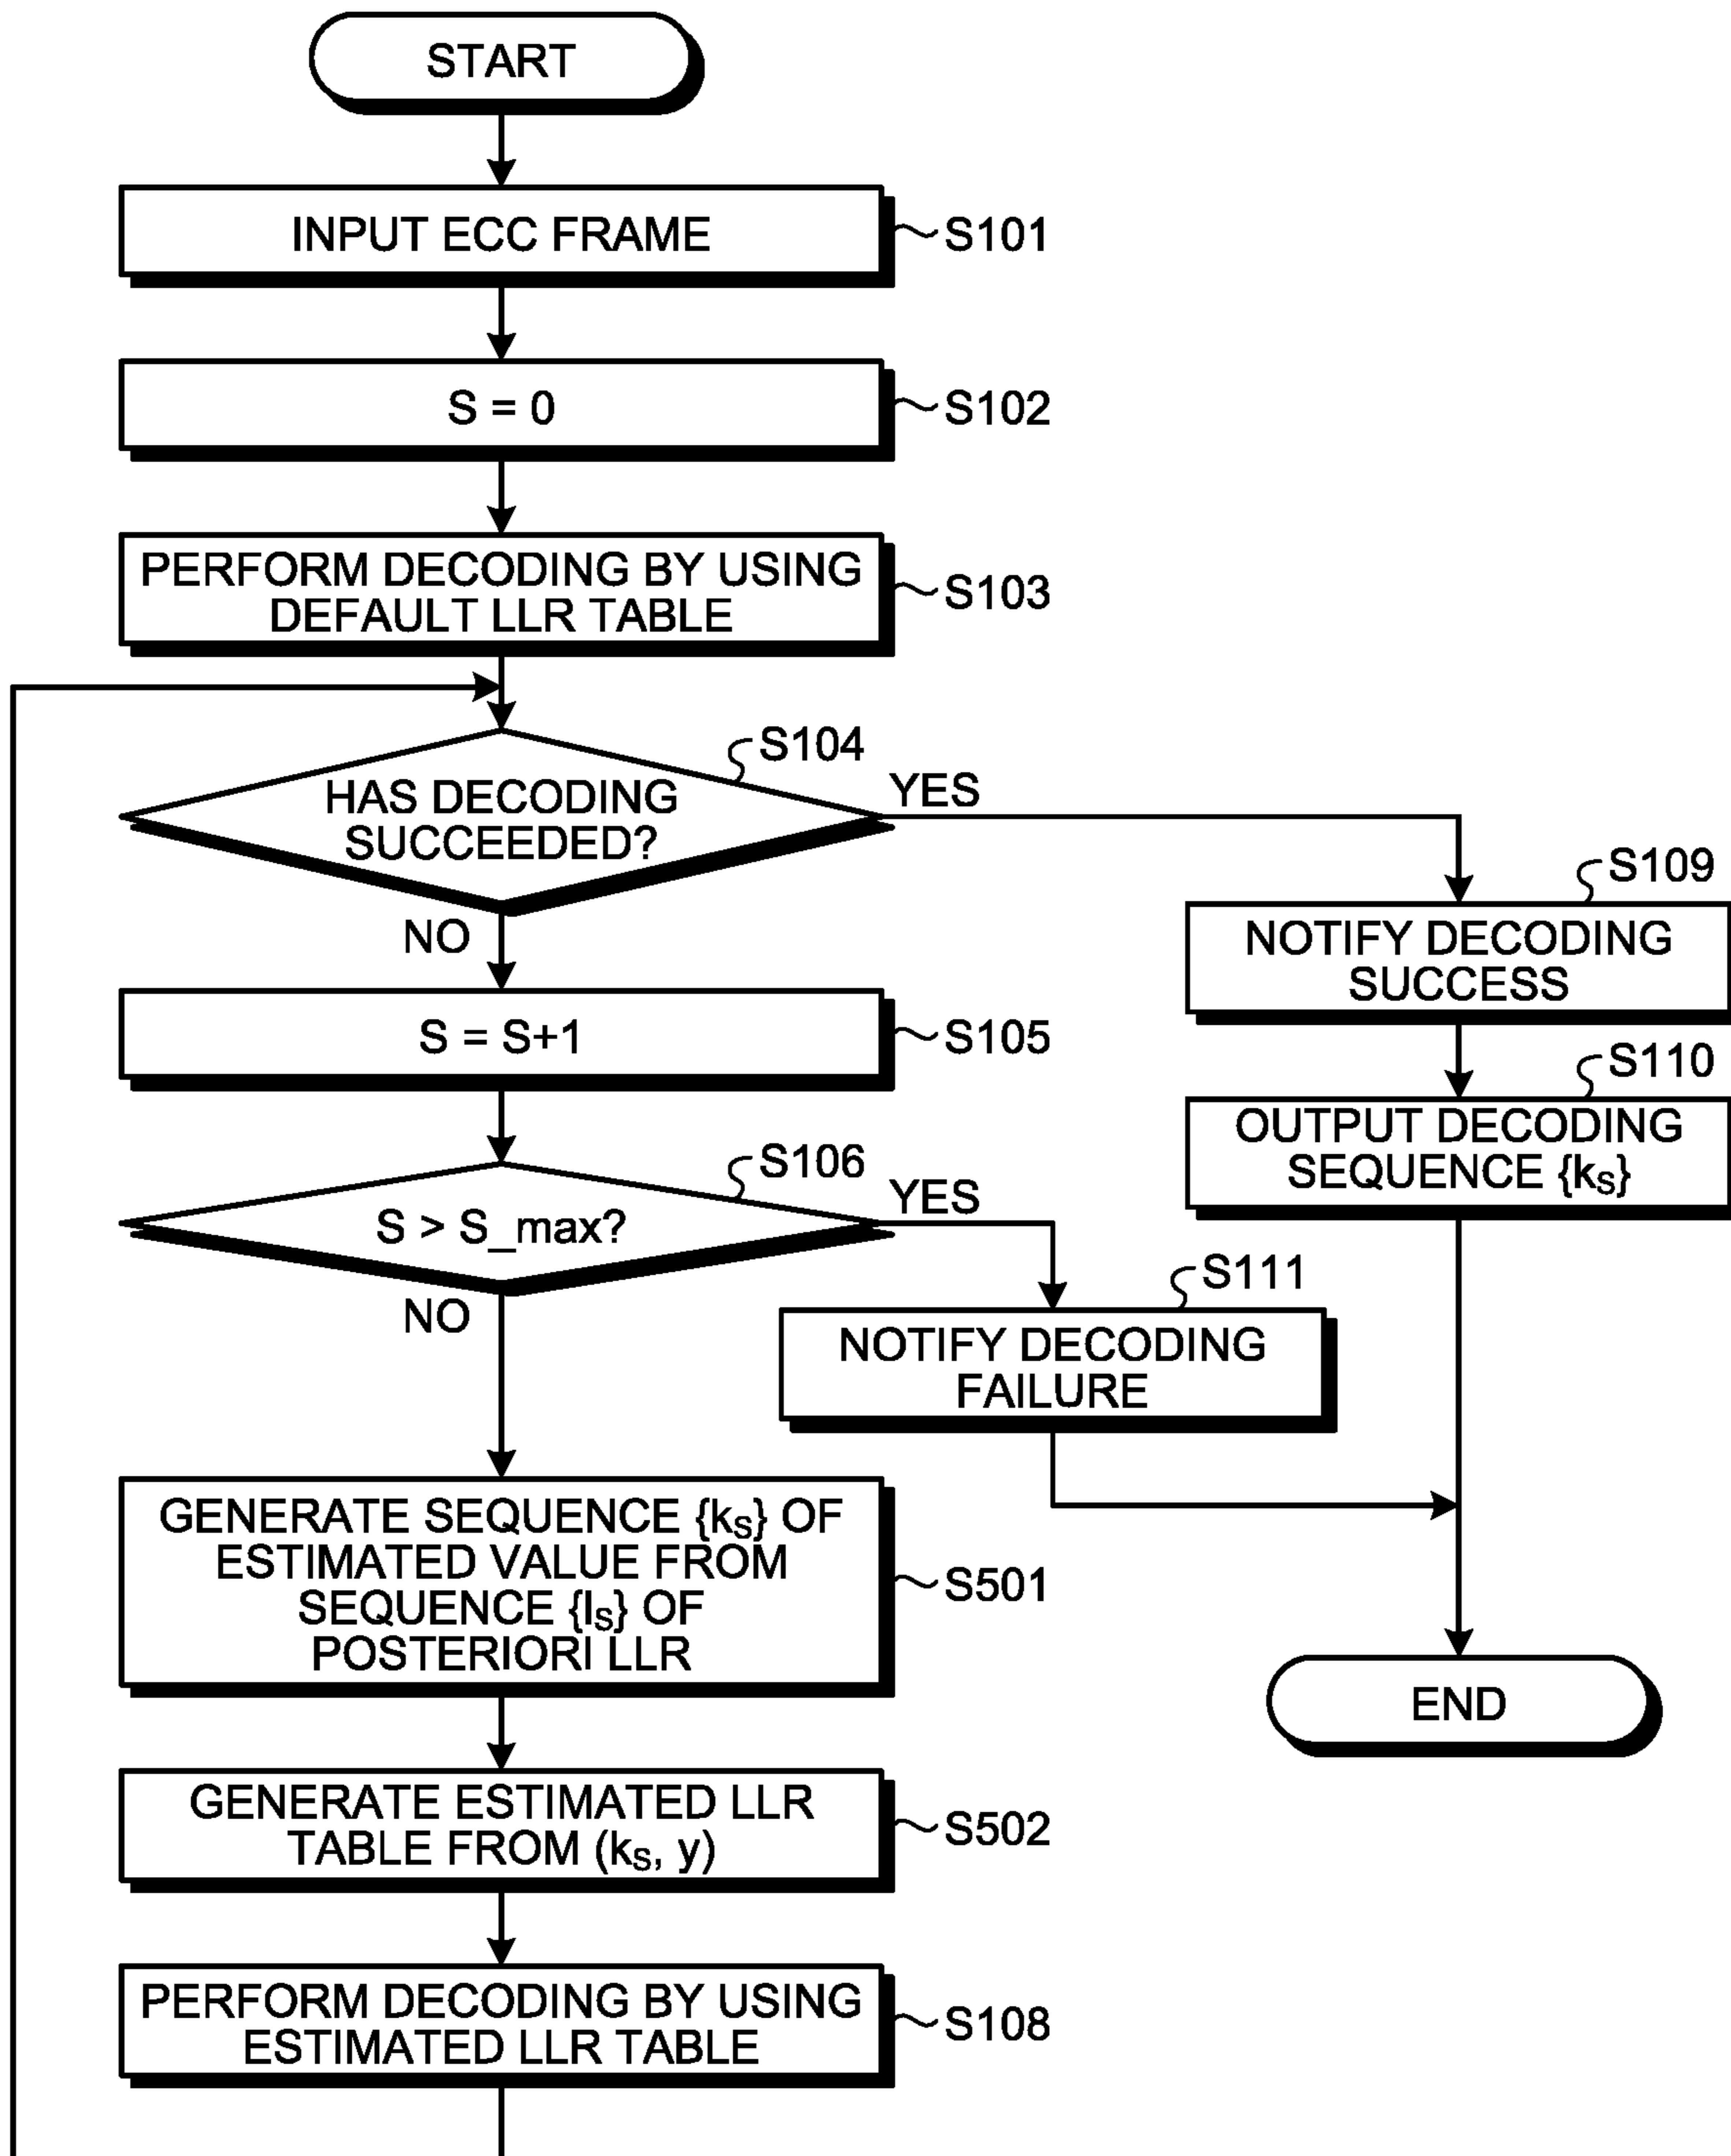 START
INPUT ECC FRAME
S101
S = 0
S102
PERFORM DECODING BY USING
DEFAULT LLR TABLE
S103
S104
HAS DECODING
SUCCEEDED?
YES
NO
S109
NOTIFY DECODING
SUCCESS
S = S+1
S105
S110
OUTPUT DECODING
SEQUENCE {kS}
S106
S > S_max?
YES
NO
S111
NOTIFY DECODING
FAILURE
GENERATE SEQUENCE {kS} OF
ESTIMATED VALUE FROM
SEQUENCE {lS} OF
POSTERIORI LLR
S501
END
GENERATE ESTIMATED LLR
TABLE FROM (kS, y)
S502
PERFORM DECODING BY USING
ESTIMATED LLR TABLE
S108